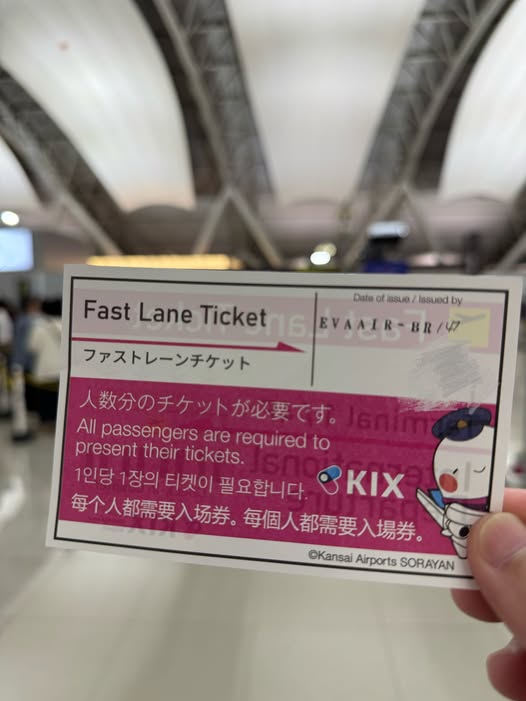 Fast Lane Ticket
ファストレーンチケット
Date of issue / Issued by
EVAAIR-BR/47
人数分のチケットが必要です。
All passengers are required to
present their tickets.
1인당 1장의 티켓이 필요합니다.
每个人都需要入场券。每個人都需要入場券。
KIX
©Kansai Airports SORAYAN